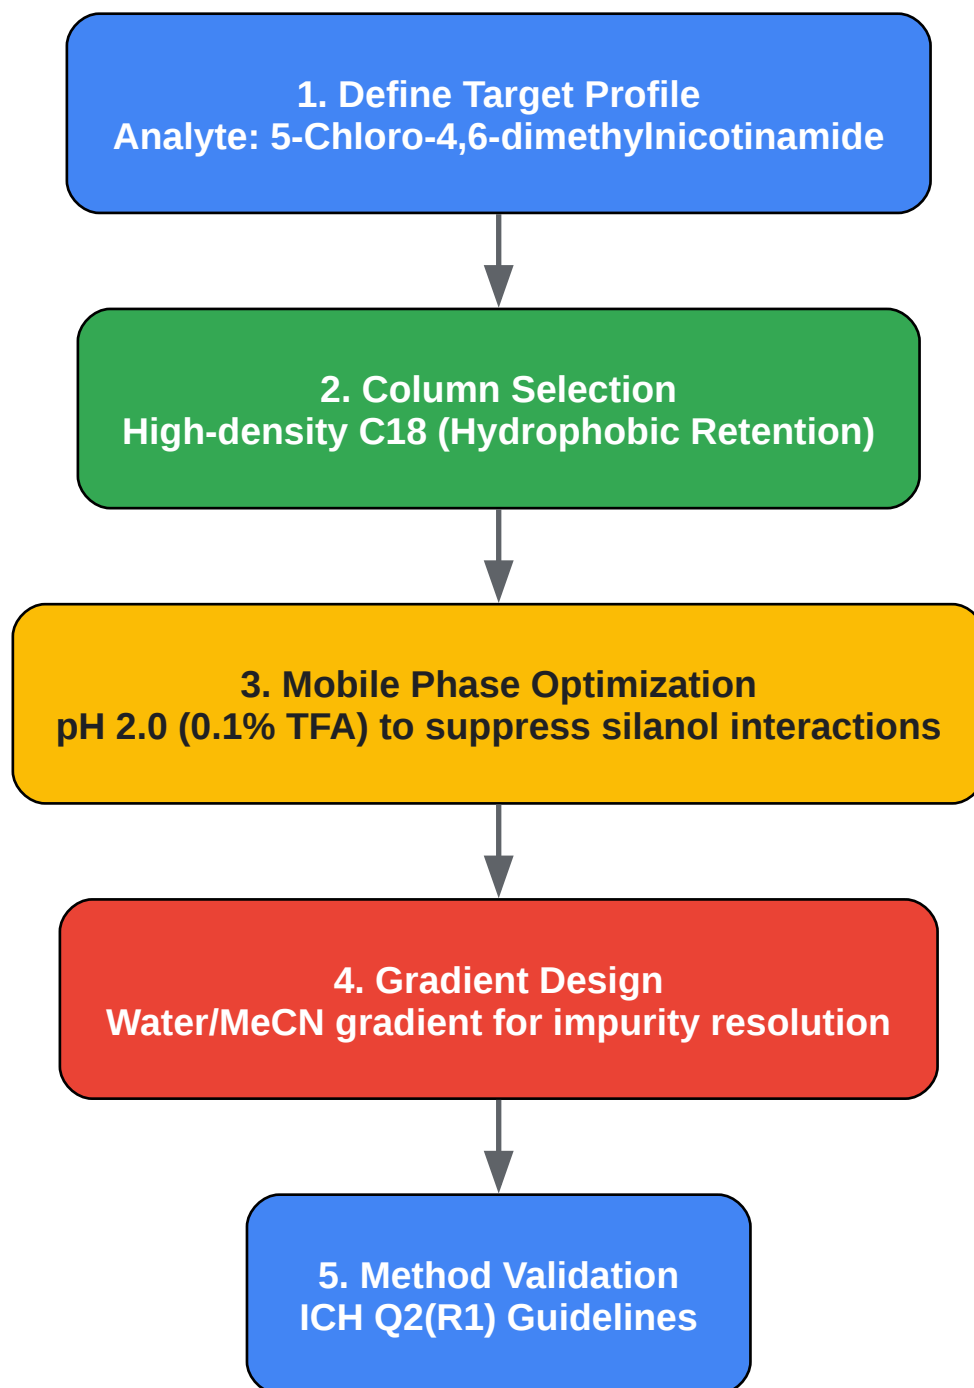 1. Define Target Profile
Analyte: 5-Chloro-4,6-dimethylnicotinamide
2. Column Selection
High-density C18 (Hydrophobic Retention)
3. Mobile Phase Optimization
pH 2.0 (0.1% TFA) to suppress silanol interactions
4. Gradient Design
Water/MeCN gradient for impurity resolution
5. Method Validation
ICH Q2(R1) Guidelines